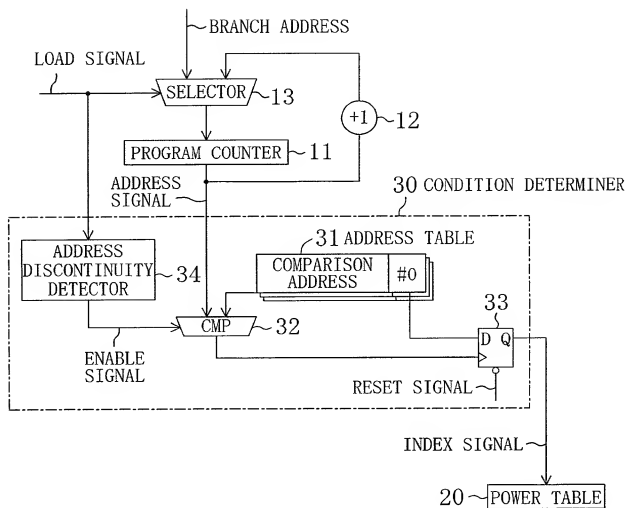 BRANCH ADDRESS
LOAD SIGNAL
SELECTOR
13
+1
12
PROGRAM COUNTER
11
ADDRESS
SIGNAL
30 CONDITION DETERMINER
31 ADDRESS TABLE
ADDRESS
DISCONTINUITY
DETECTOR
34
COMPARISON
ADDRESS
#0
33
CMP
32
D Q
ENABLE
SIGNAL
RESET SIGNAL
INDEX SIGNAL
20
POWER TABLE